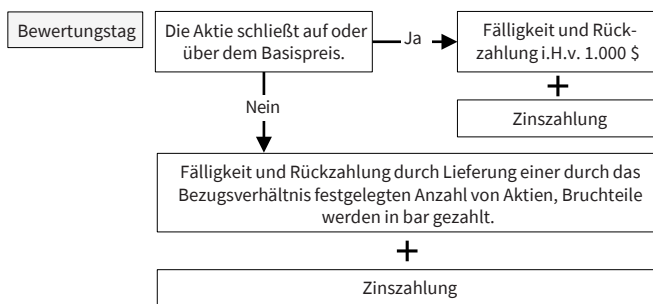 Bewertungstag
Die Aktie schließt auf oder
über dem Basispreis.
Ja
Fälligkeit und Rück-
zahlung i.H.v. 1.000 $
+
Zinszahlung
Nein
Fälligkeit und Rückzahlung durch Lieferung einer durch das
Bezugsverhältnis festgelegten Anzahl von Aktien, Bruchteile
werden in bar gezahlt.
+
Zinszahlung